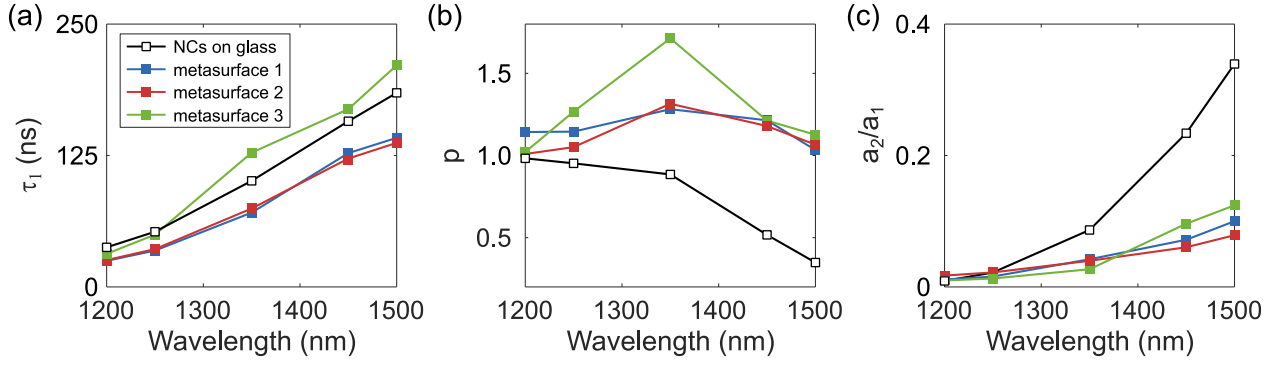 (a)
250
125
0
τ₁ (ns)
NCs on glass
metasurface 1
metasurface 2
metasurface 3
1200 1300 1400 1500
Wavelength (nm)
(b)
1.5
1.0
0.5
p
1200 1300 1400 1500
Wavelength (nm)
(c)
0.4
0.2
0
a₂/a₁
1200 1300 1400 1500
Wavelength (nm)